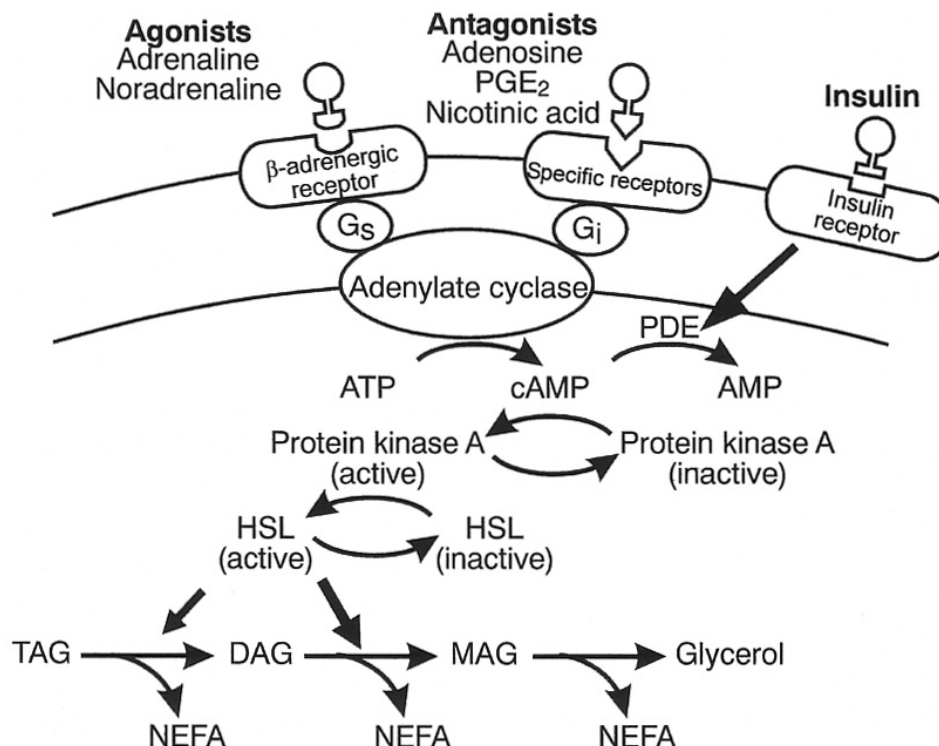 Agonists
Adrenaline
Noradrenaline
Antagonists
Adenosine
PGE₂
Nicotinic acid
Insulin
β-adrenergic
receptor
Specific receptors
Insulin
receptor
Gs
Gi
Adenylate cyclase
PDE
ATP
cAMP
AMP
Protein kinase A
(active)
Protein kinase A
(inactive)
HSL
(active)
HSL
(inactive)
TAG
DAG
MAG
Glycerol
NEFA
NEFA
NEFA